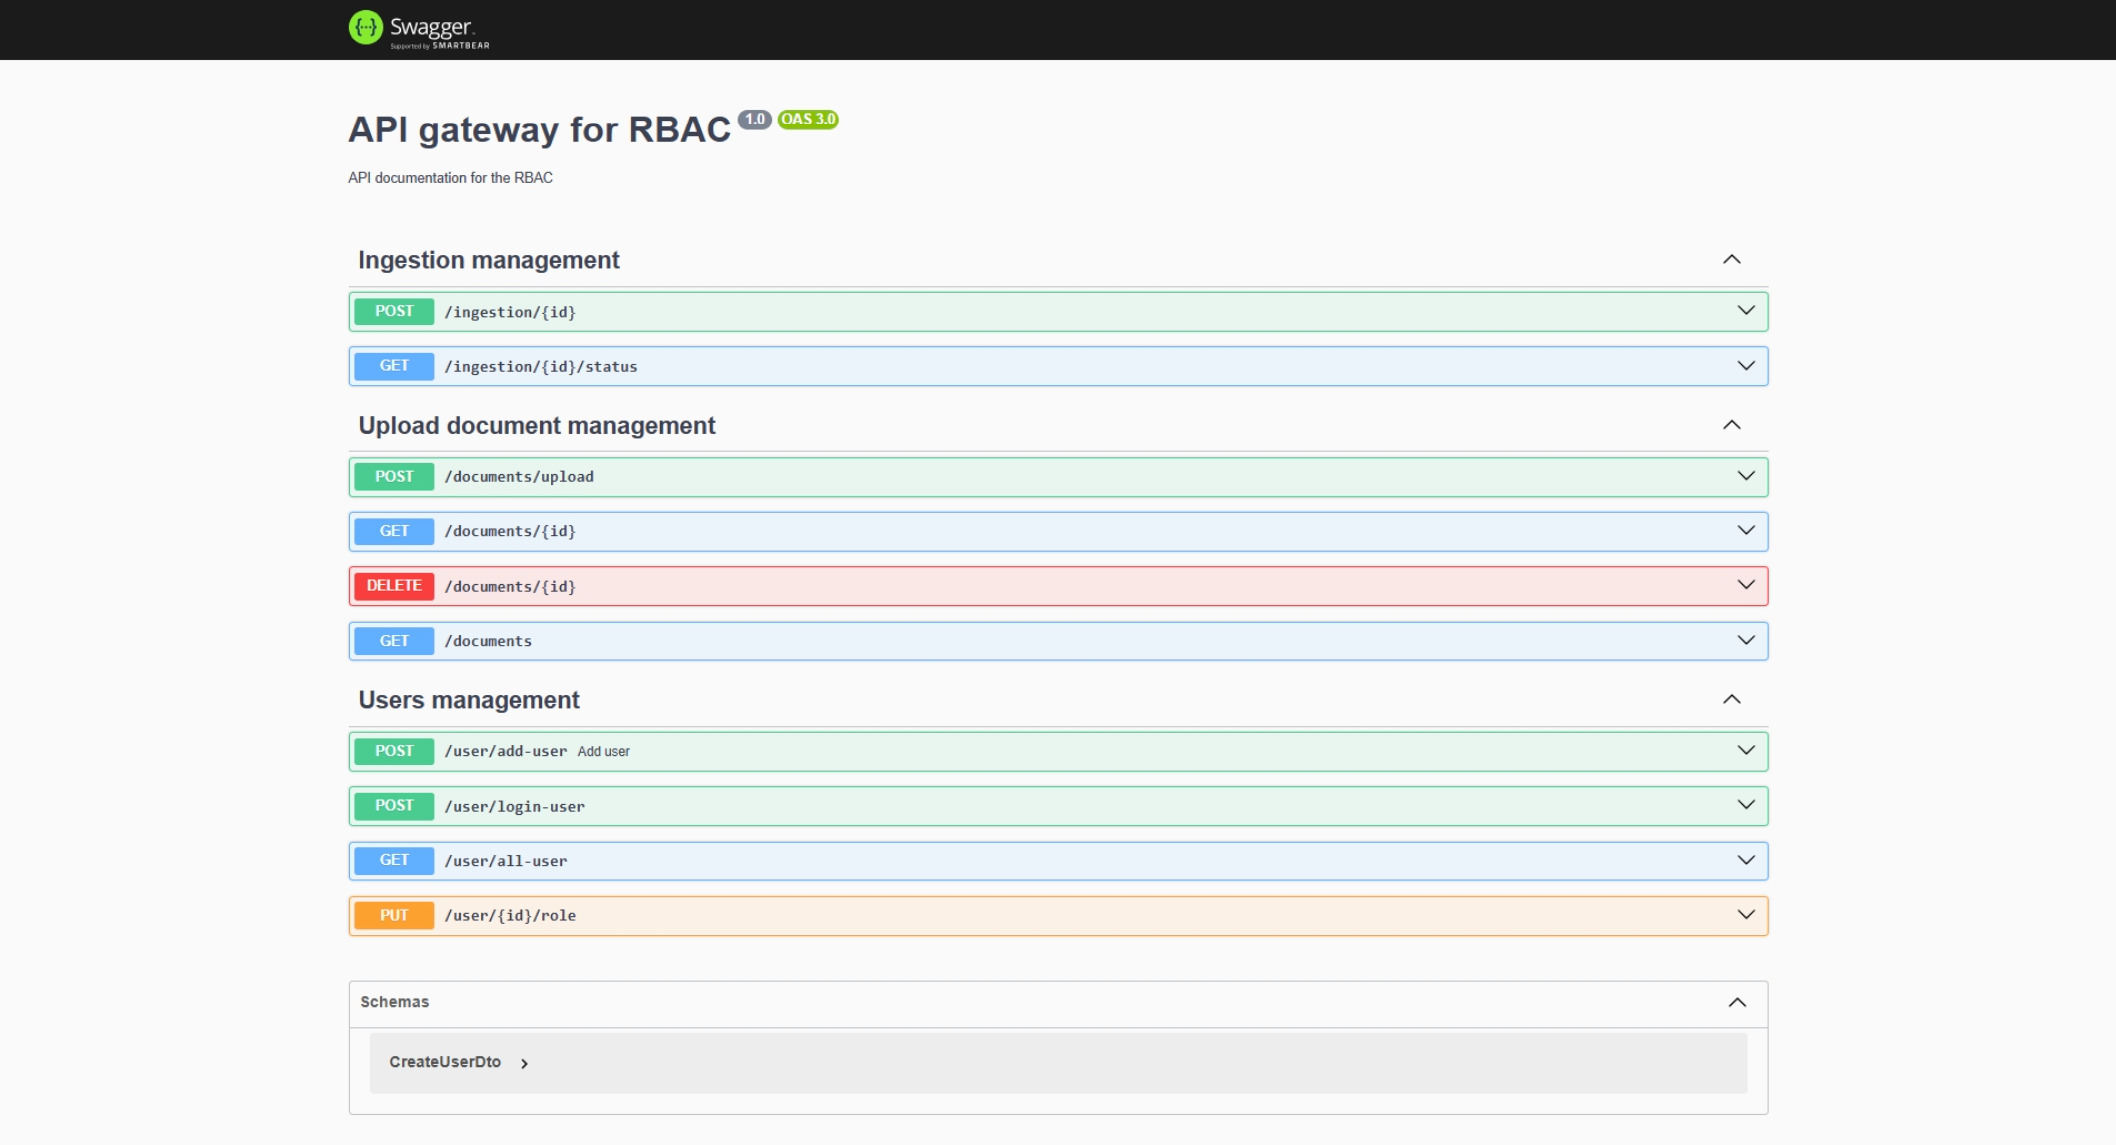 Swagger
Supported by SMARTBEAR
API gateway for RBAC 1.0 OAS 3.0
API documentation for the RBAC
Ingestion management
POST /ingestion/{id}
GET /ingestion/{id}/status
Upload document management
POST /documents/upload
GET /documents/{id}
DELETE /documents/{id}
GET /documents
Users management
POST /user/add-user Add user
POST /user/login-user
GET /user/all-user
PUT /user/{id}/role
Schemas
CreateUserDto